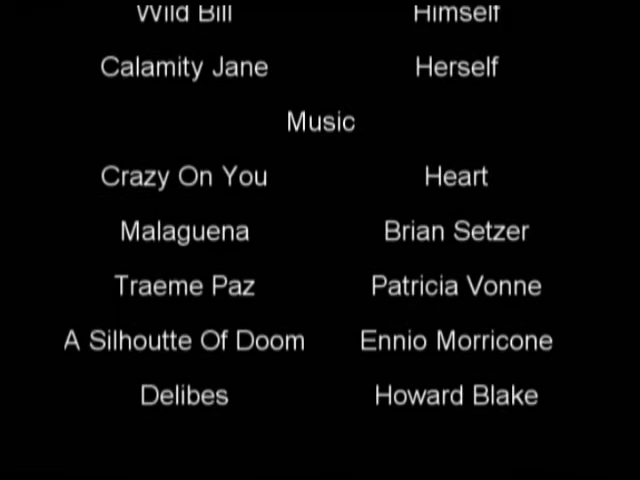 Wild Bill Himself
Calamity Jane Herself
Music
Crazy On You Heart
Malaguena Brian Setzer
Traeme Paz Patricia Vonne
A Silhoutte Of Doom Ennio Morricone
Delibes Howard Blake